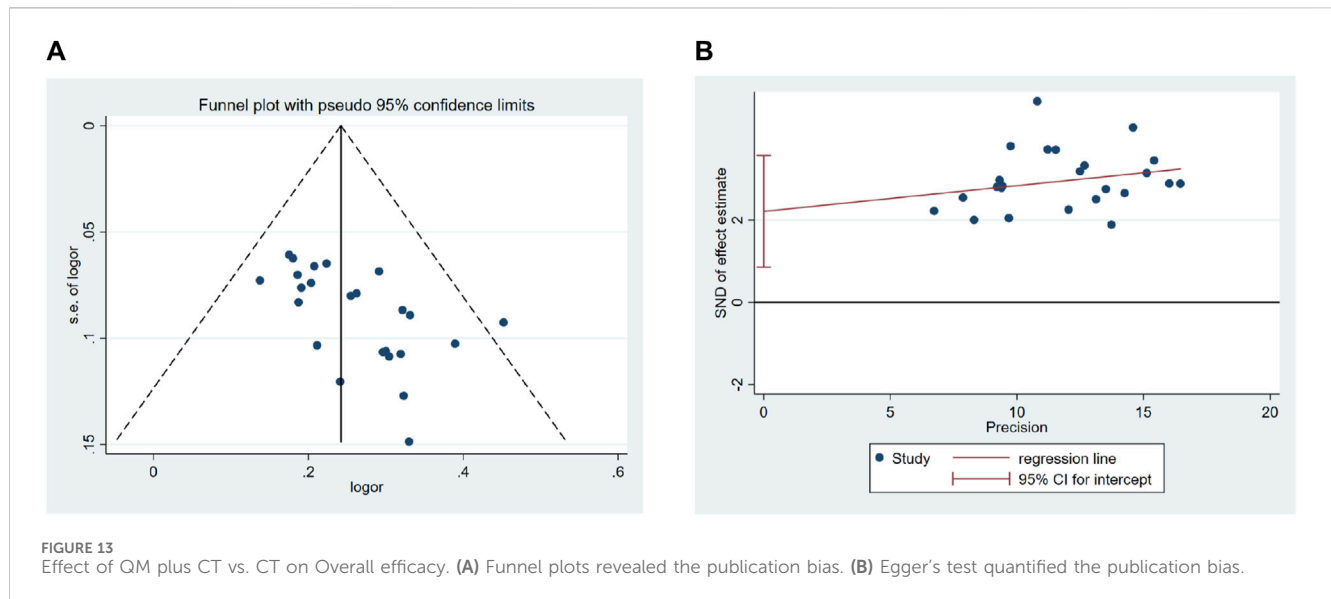 A
Funnel plot with pseudo 95% confidence limits
0
.05
.1
.15
s.e. of logor
0 .2 .4 .6
logor
B
2
0
-2
SND of effect estimate
0 5 10 15 20
Precision
Study regression line
95% CI for intercept
FIGURE 13
Effect of QM plus CT vs. CT on Overall efficacy. (A) Funnel plots revealed the publication bias. (B) Egger's test quantified the publication bias.